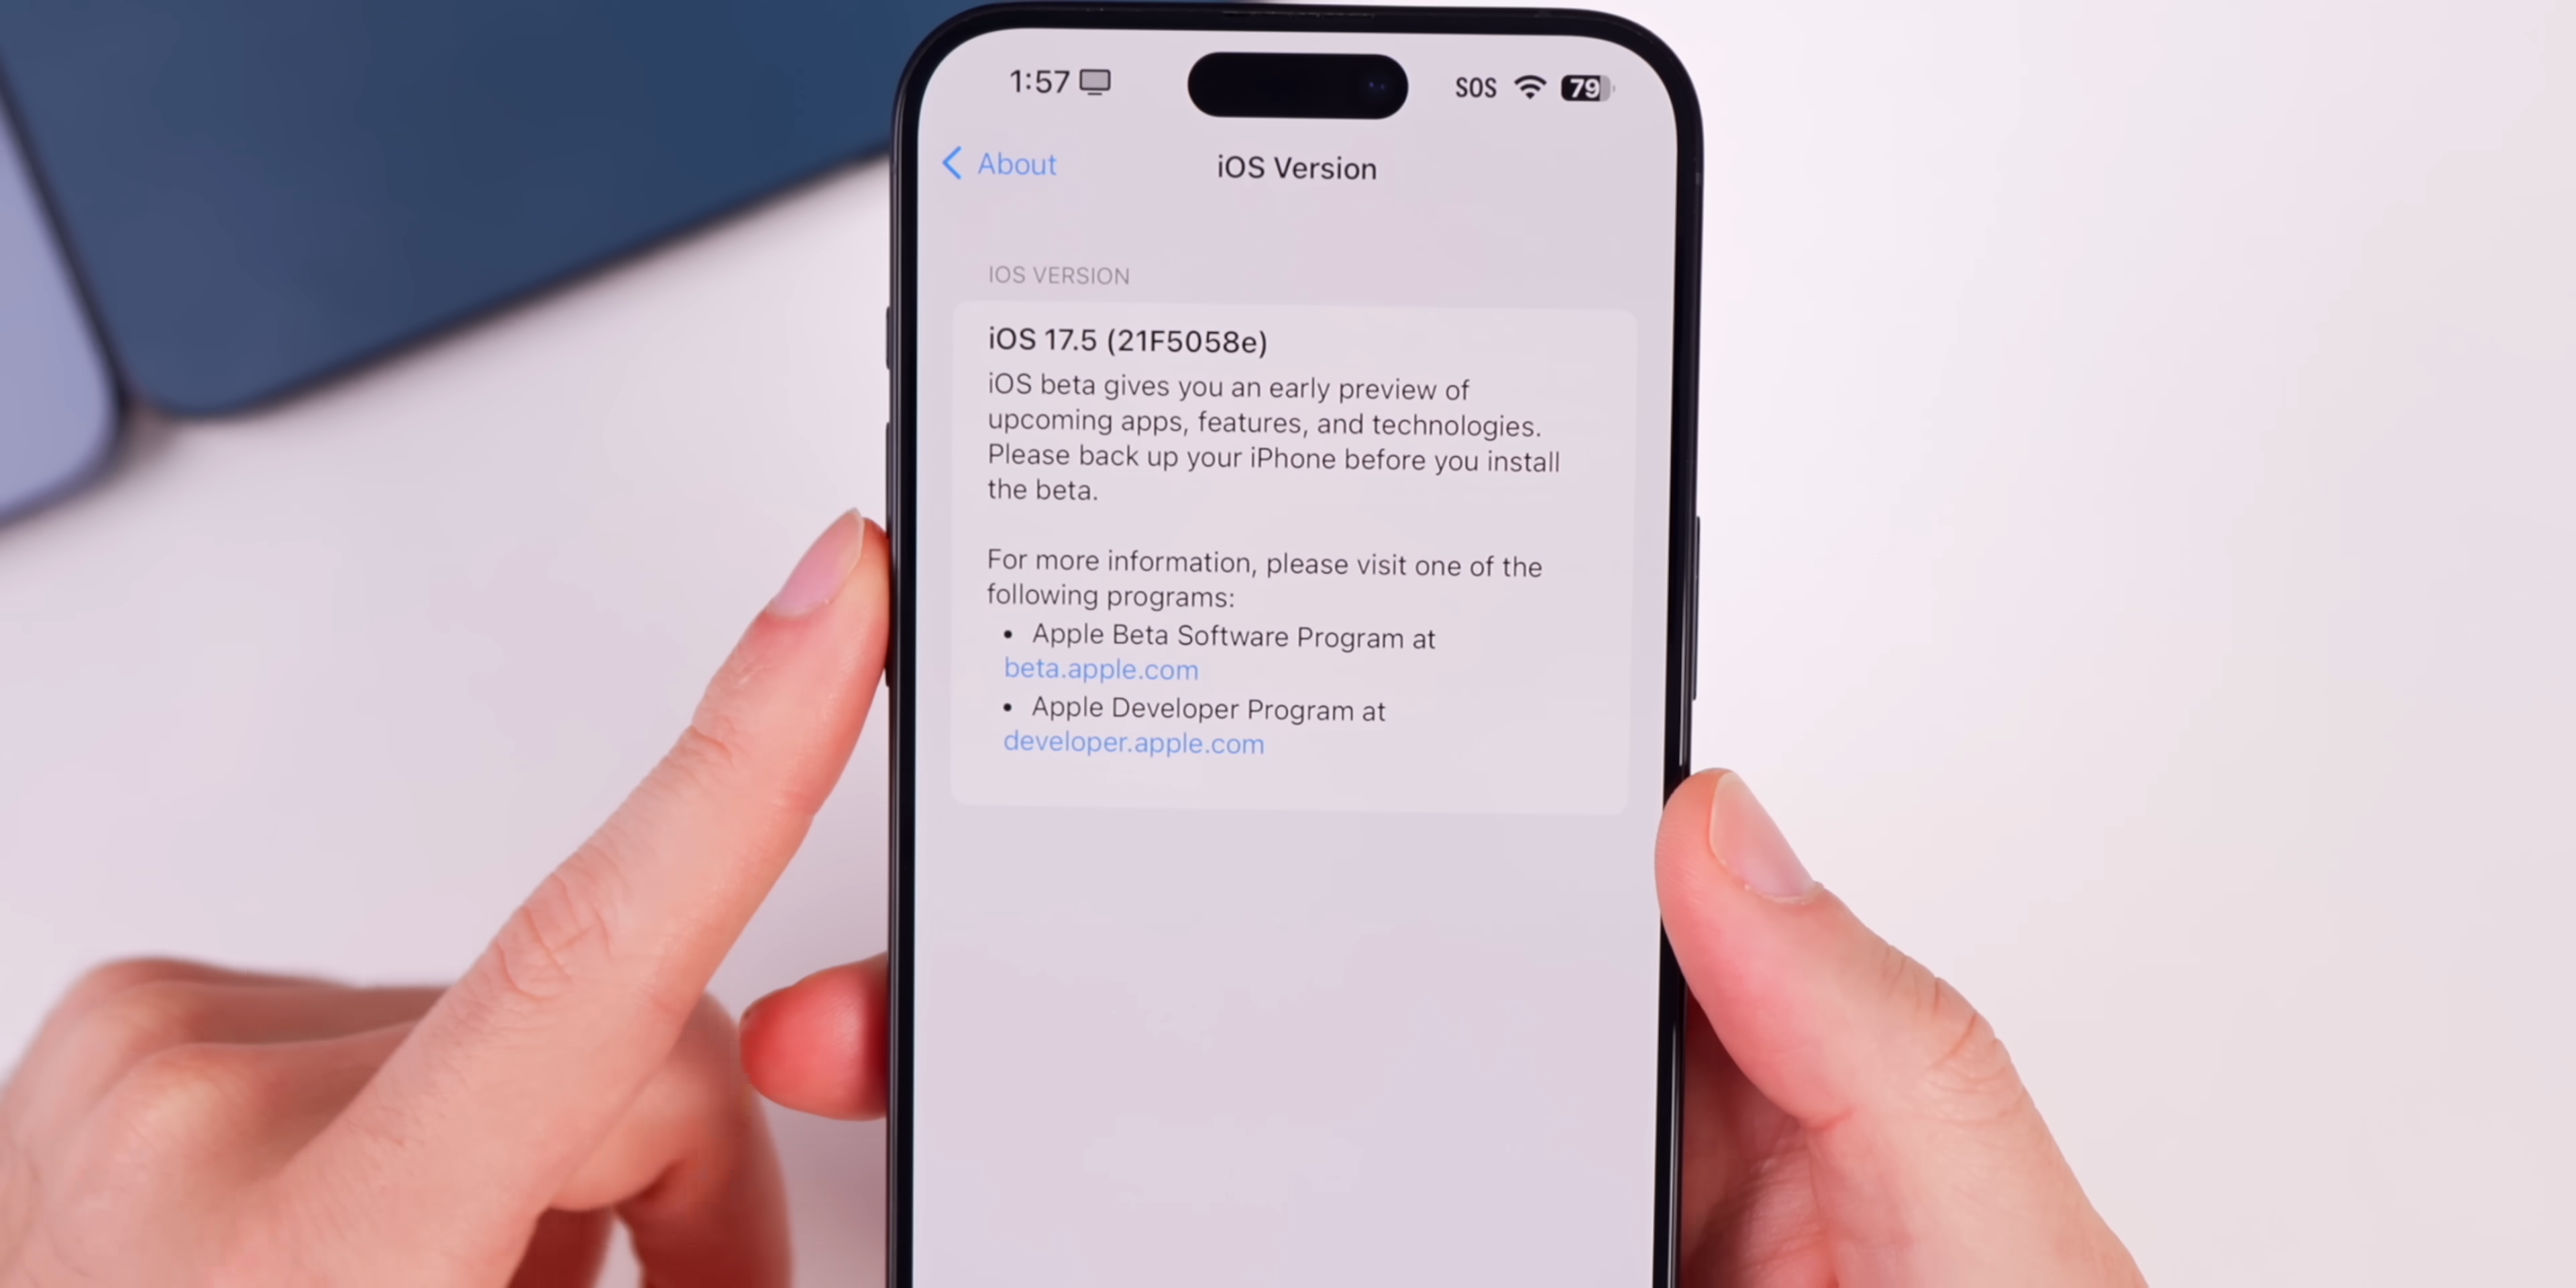 1:57
SOS 79
About
iOS Version
IOS VERSION
iOS 17.5 (21F5058e)
iOS beta gives you an early preview of
upcoming apps, features, and technologies.
Please back up your iPhone before you install
the beta.
For more information, please visit one of the
following programs:
• Apple Beta Software Program at
beta.apple.com
• Apple Developer Program at
developer.apple.com